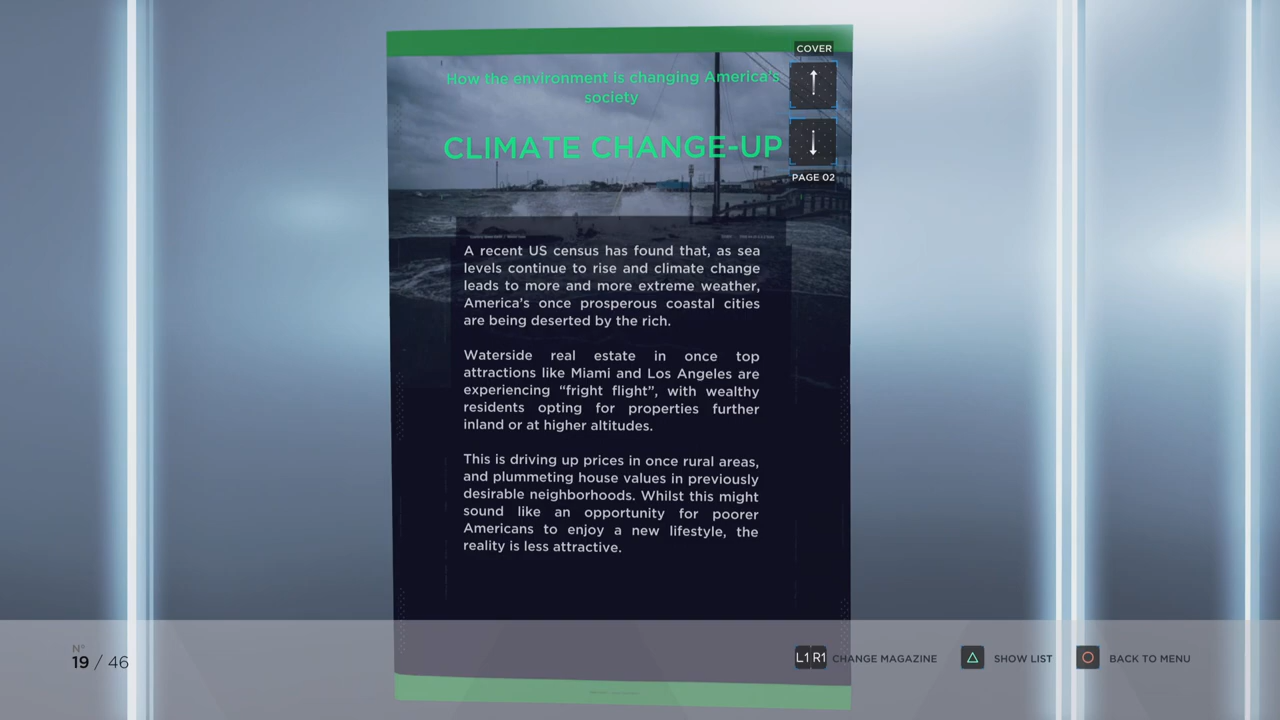 COVER
How the environment is changing America's
society
CLIMATE CHANGE-UP
PAGE 02
A recent US census has found that, as sea
levels continue to rise and climate change
leads to more and more extreme weather,
America's once prosperous coastal cities
are being deserted by the rich.
Waterside real estate in once top
attractions like Miami and Los Angeles are
experiencing “fright flight”, with wealthy
residents opting for properties further
inland or at higher altitudes.
This is driving up prices in once rural areas,
and plummeting house values in previously
desirable neighborhoods. Whilst this might
sound like an opportunity for poorer
Americans to enjoy a new lifestyle, the
reality is less attractive.
N°
19 / 46
L1 R1 CHANGE MAGAZINE
SHOW LIST
BACK TO MENU